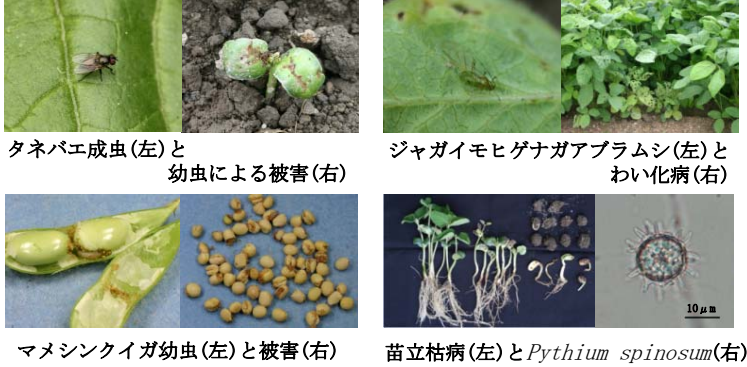 タネバエ成虫(左)と
幼虫による被害(右)
ジャガイモヒゲナガアブラムシ(左)と
わい化病(右)
10μm
マメシンクイガ幼虫(左)と被害(右)
苗立枯病(左)とPythium spinosum(右)